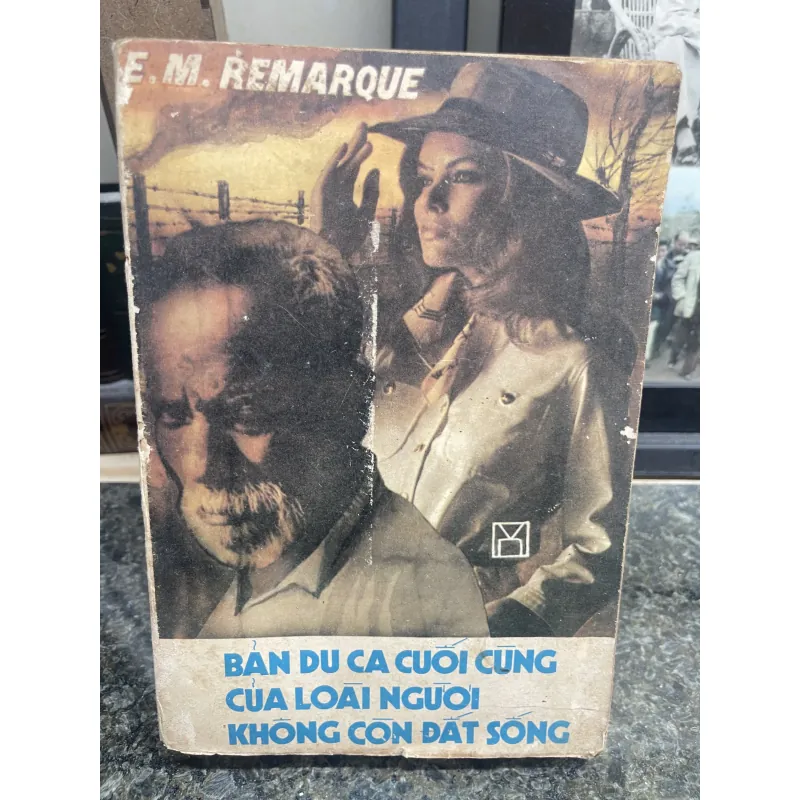 E. M. REMARQUE
BẢN DU CA CUỐI CÙNG
CỦA LOÀI NGƯỜI
KHÔNG CÒN ĐẤT SỐNG